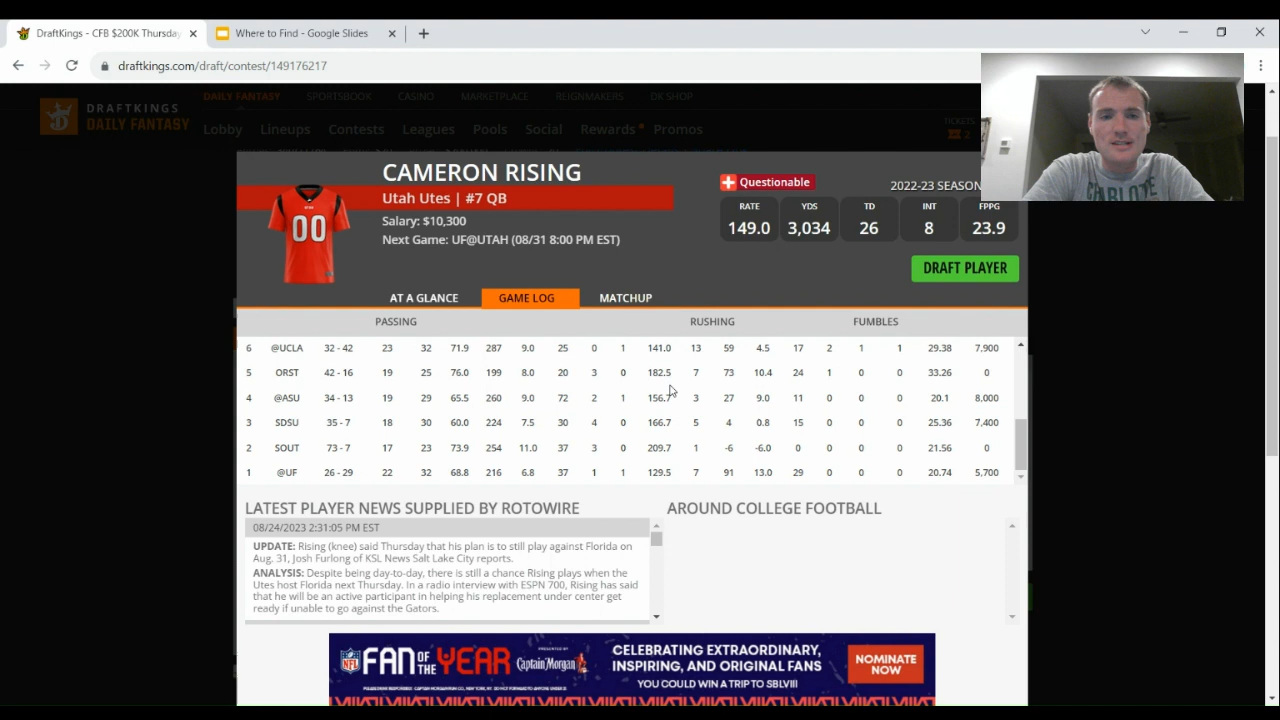 DraftKings - CFB $200K Thursday
Where to Find - Google Slides
draftkings.com/draft/contest/149176217
DRAFTKINGS
DAILY FANTASY
DAILY FANTASY SPORTSBOOK CASINO MARKETPLACE REIGNMAKERS DK SHOP
Lobby Lineups Contests Leagues Pools Social Rewards Promos
TICKETS
2
CAMERON RISING
Utah Utes | #7 QB
Salary: $10,300
Next Game: UF@UTAH (08/31 8:00 PM EST)
00
Questionable
2022-23 SEASON
RATE YDS TD INT FPPG
149.0 3,034 26 8 23.9
DRAFT PLAYER
AT A GLANCE GAME LOG MATCHUP
PASSING RUSHING FUMBLES
6 @UCLA 32 - 42 23 32 71.9 287 9.0 25 0 1 141.0 13 59 4.5 17 2 1 1 29.38 7,900
5 ORST 42 - 16 19 25 76.0 199 8.0 20 3 0 182.5 7 73 10.4 24 1 0 0 33.26 0
4 @ASU 34 - 13 19 29 65.5 260 9.0 72 2 1 156.7 3 27 9.0 11 0 0 0 20.1 8,000
3 SDSU 35 - 7 18 30 60.0 224 7.5 30 4 0 166.7 5 4 0.8 15 0 0 0 25.36 7,400
2 SOUT 73 - 7 17 23 73.9 254 11.0 37 3 0 209.7 1 -6 -6.0 0 0 0 0 21.56 0
1 @UF 26 - 29 22 32 68.8 216 6.8 37 1 1 129.5 7 91 13.0 29 0 0 0 20.74 5,700
LATEST PLAYER NEWS SUPPLIED BY ROTOWIRE
AROUND COLLEGE FOOTBALL
08/24/2023 2:31:05 PM EST
UPDATE: Rising (knee) said Thursday that his plan is to still play against Florida on
Aug. 31, Josh Furlong of KSL News Salt Lake City reports.
ANALYSIS: Despite being day-to-day, there is still a chance Rising plays when the
Utes host Florida next Thursday. In a radio interview with ESPN 700, Rising has said
that he will be an active participant in helping his replacement under center get
ready if unable to go against the Gators.
NFL
FAN OF THE YEAR
PRESENTED BY
Captain Morgan
CELEBRATING EXTRAORDINARY,
INSPIRING, AND ORIGINAL FANS
YOU COULD WIN A TRIP TO SBLVIII
NOMINATE
NOW